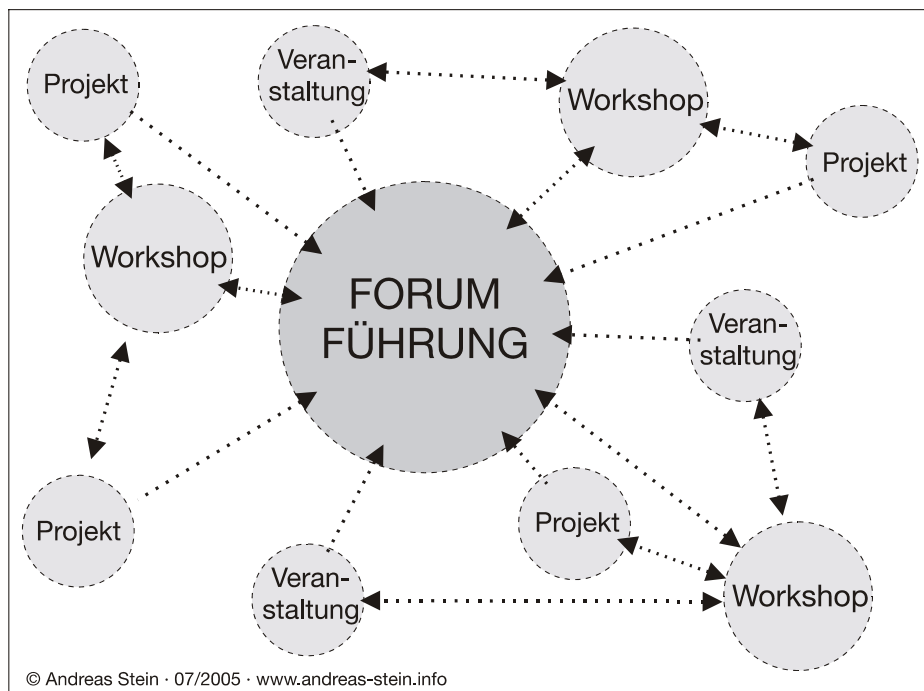 Projekt
Veran-
staltung
Workshop
Projekt
Workshop
FORUM
FÜHRUNG
Veran-
staltung
Projekt
Projekt
Veran-
staltung
Workshop
© Andreas Stein · 07/2005 · www.andreas-stein.info